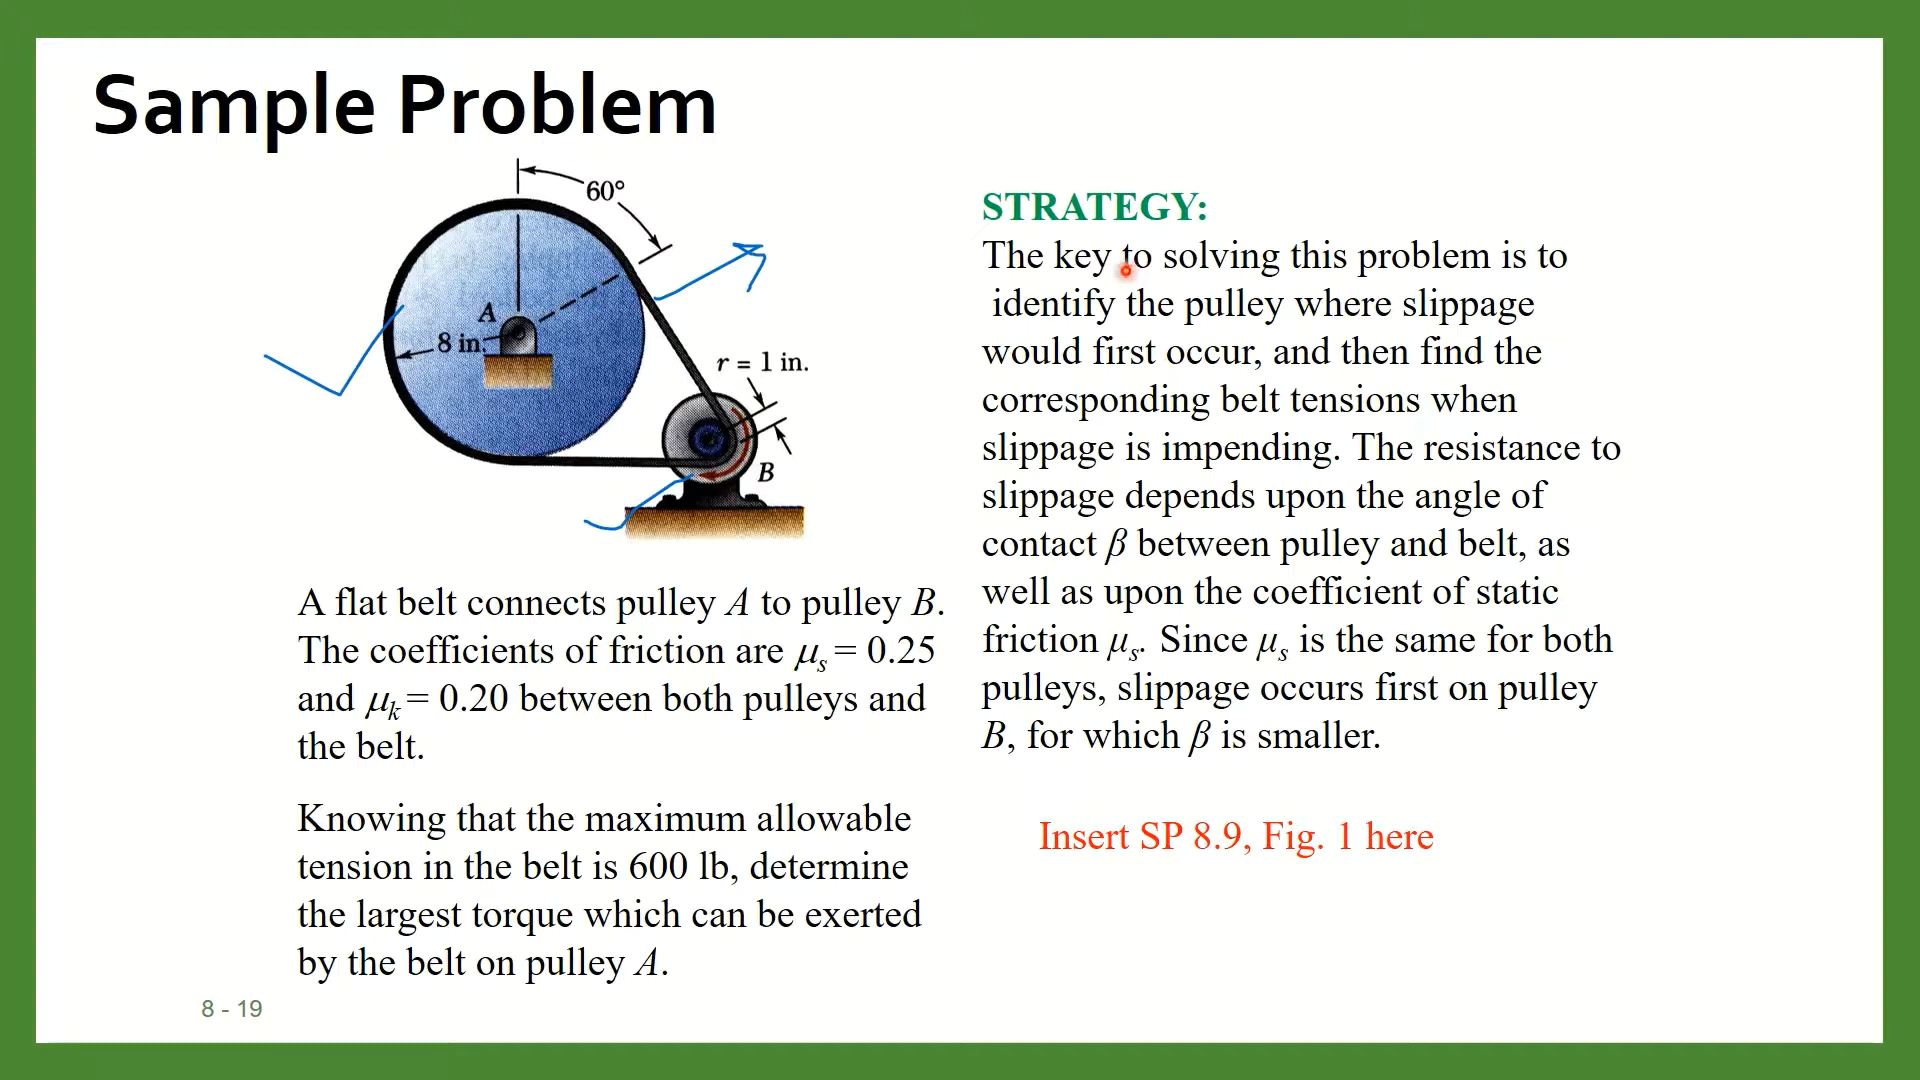 Sample Problem
60°
A
8 in.
r = 1 in.
B
A flat belt connects pulley A to pulley B.
The coefficients of friction are μs = 0.25
and μk = 0.20 between both pulleys and
the belt.
Knowing that the maximum allowable
tension in the belt is 600 lb, determine
the largest torque which can be exerted
by the belt on pulley A.
8 - 19
STRATEGY:
The key to solving this problem is to
identify the pulley where slippage
would first occur, and then find the
corresponding belt tensions when
slippage is impending. The resistance to
slippage depends upon the angle of
contact β between pulley and belt, as
well as upon the coefficient of static
friction μs. Since μs is the same for both
pulleys, slippage occurs first on pulley
B, for which β is smaller.
Insert SP 8.9, Fig. 1 here